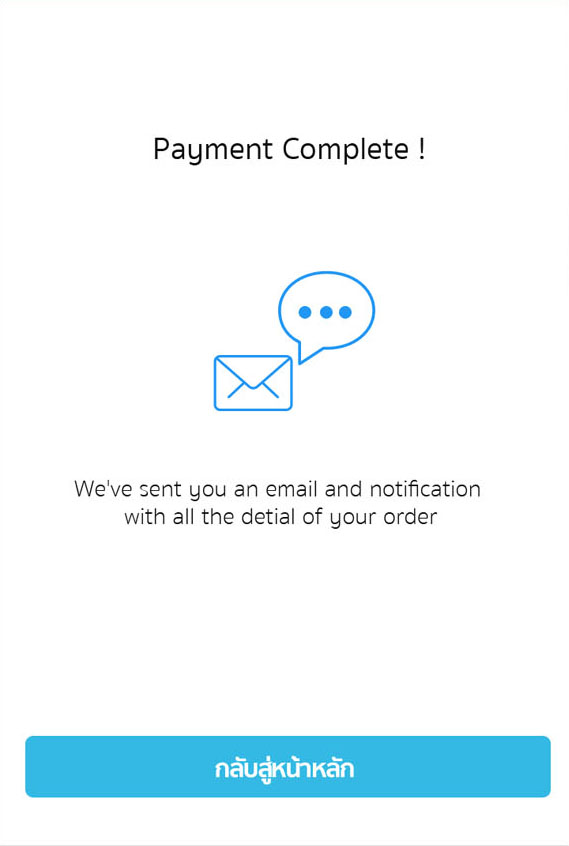 Payment Complete !
We've sent you an email and notification
with all the detial of your order
กลับสู่หน้าหลัก